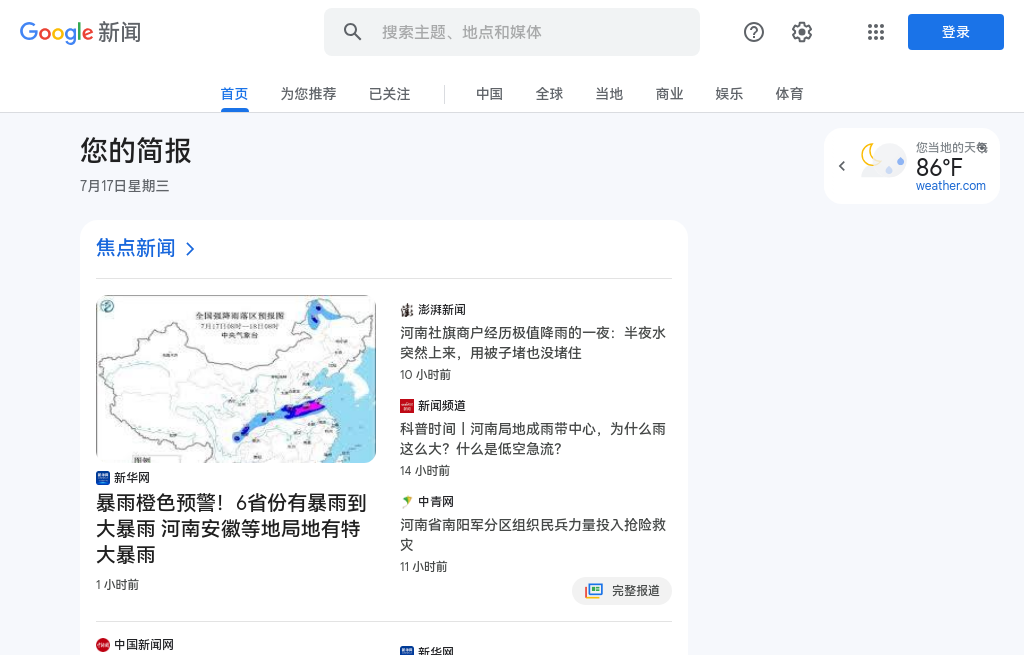 Google 新闻
搜索主题、地点和媒体
登录
首页
为您推荐
已关注
中国
全球
当地
商业
娱乐
体育
您的简报
7月17日星期三
您当地的天气
86°F
weather.com
焦点新闻
全国强降雨落区预报图
7月17日08时—18日08时
中央气象台
新华网
暴雨橙色预警！6省份有暴雨到
大暴雨 河南安徽等地局地有特
大暴雨
1 小时前
澎湃新闻
河南社旗商户经历极值降雨的一夜：半夜水
突然上来，用被子堵也没堵住
10 小时前
新闻频道
科普时间丨河南局地成雨带中心，为什么雨
这么大？什么是低空急流？
14 小时前
中青网
河南省南阳军分区组织民兵力量投入抢险救
灾
11 小时前
完整报道
中国新闻网
新华网